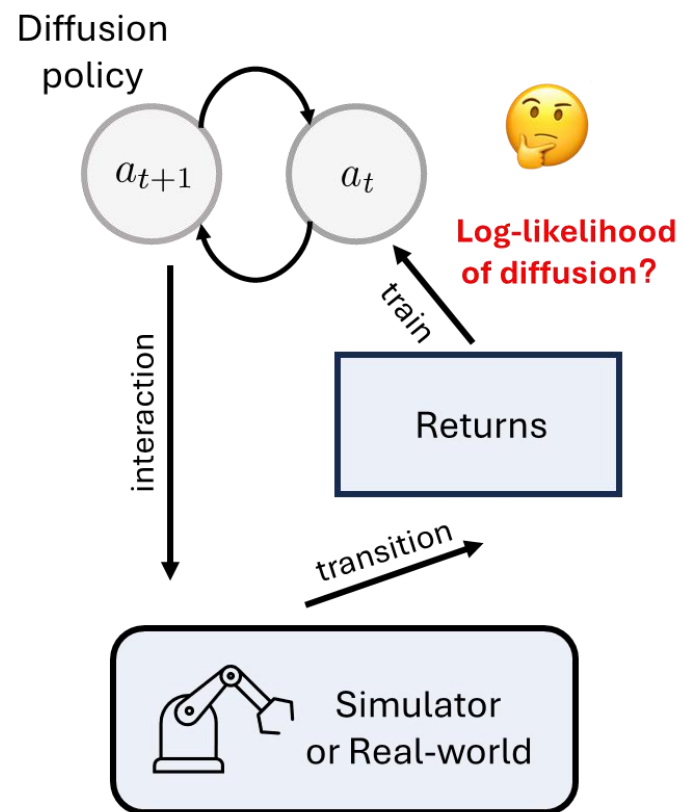 Diffusion
policy
a_{t+1}
a_t
Log-likelihood
of diffusion?
train
interaction
Returns
transition
Simulator
or Real-world